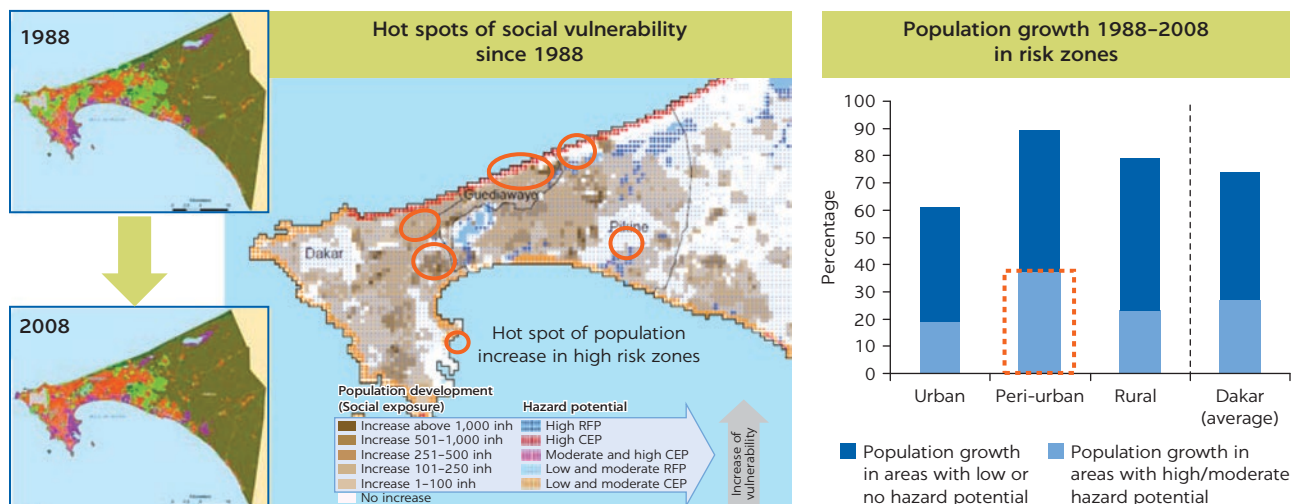 1988
2008
Hot spots of social vulnerability
since 1988
Dakar
Guediawaye
Pikine
Hot spot of population
increase in high risk zones
Population development
(Social exposure)
Increase above 1,000 inh
Increase 501–1,000 inh
Increase 251–500 inh
Increase 101–250 inh
Increase 1–100 inh
No increase
Hazard potential
High RFP
High CEP
Moderate and high CEP
Low and moderate RFP
Low and moderate CEP
Increase of
vulnerability
Population growth 1988–2008
in risk zones
Percentage
100
90
80
70
60
50
40
30
20
10
0
Urban
Peri-urban
Rural
Dakar
(average)
Population growth
in areas with low or
no hazard potential
Population growth in
areas with high/moderate
hazard potential